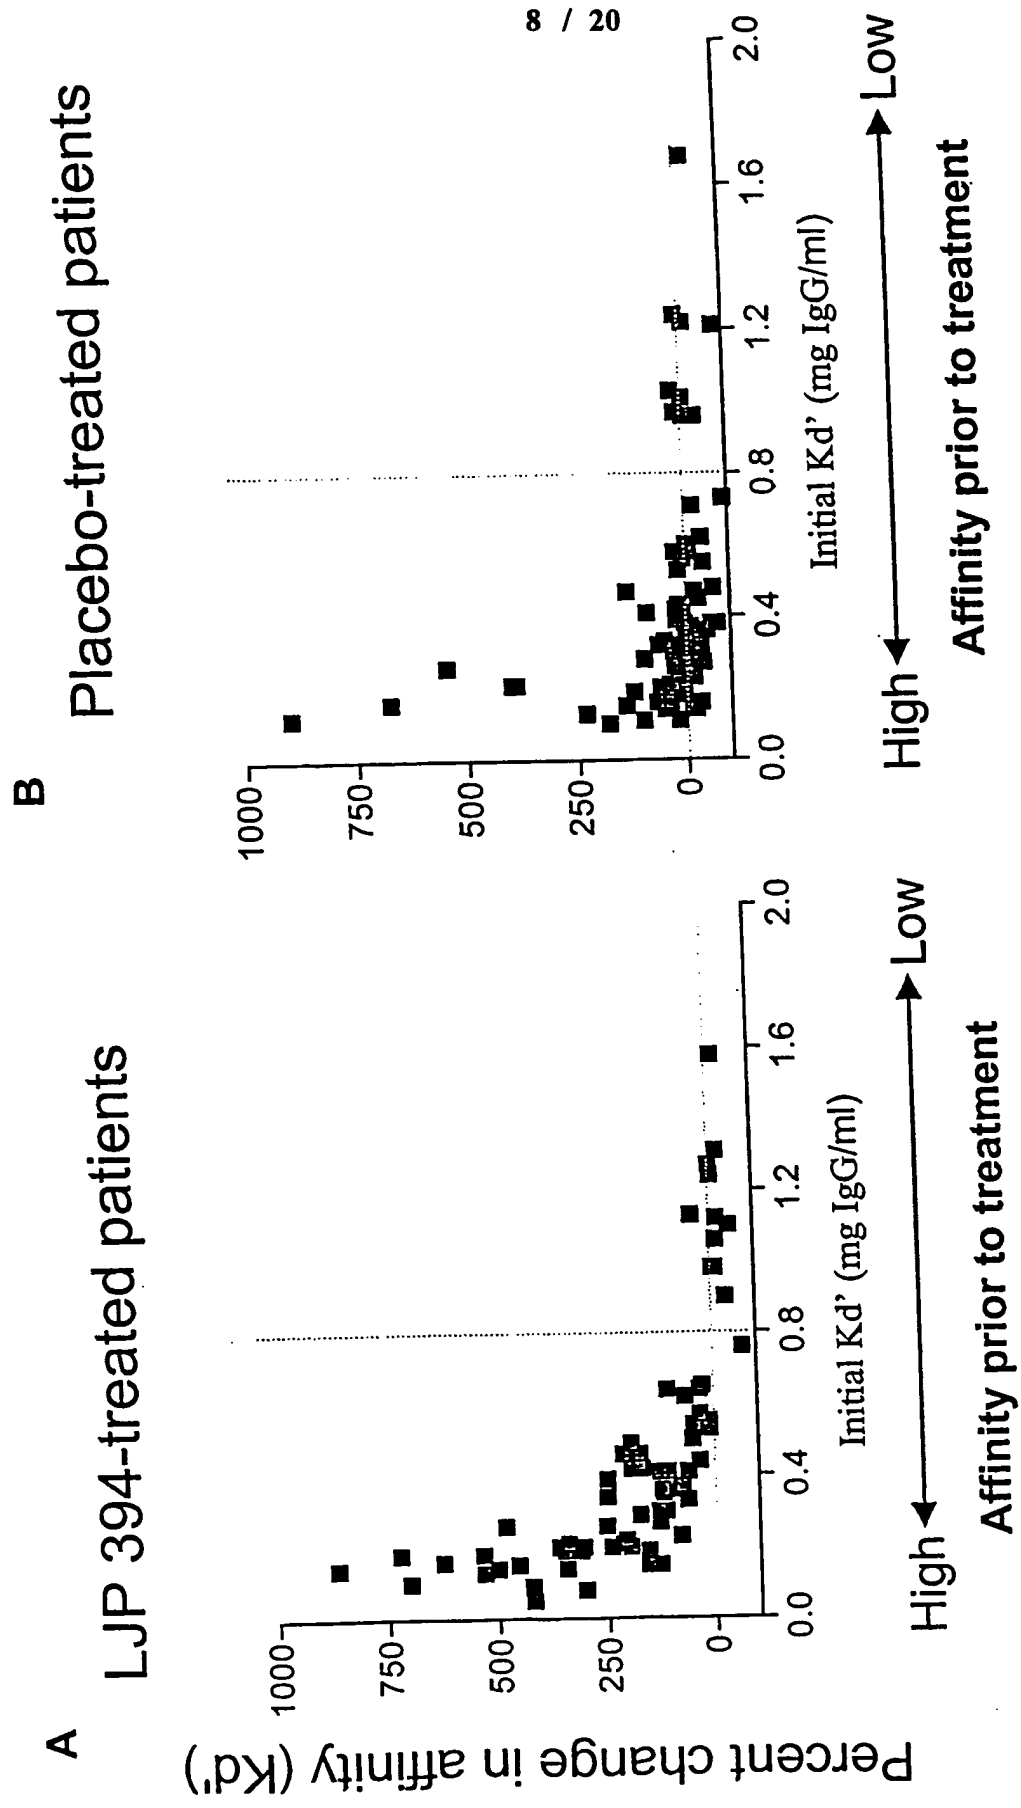 8 / 20
A
LJP 394-treated patients
Percent change in affinity (Kd')
1000
750
500
250
0
0.0
0.4
0.8
1.2
1.6
2.0
Initial Kd’ (mg IgG/ml)
High
Low
Affinity prior to treatment
B
Placebo-treated patients
1000
750
500
250
0
0.0
0.4
0.8
1.2
1.6
2.0
Initial Kd’ (mg IgG/ml)
High
Low
Affinity prior to treatment